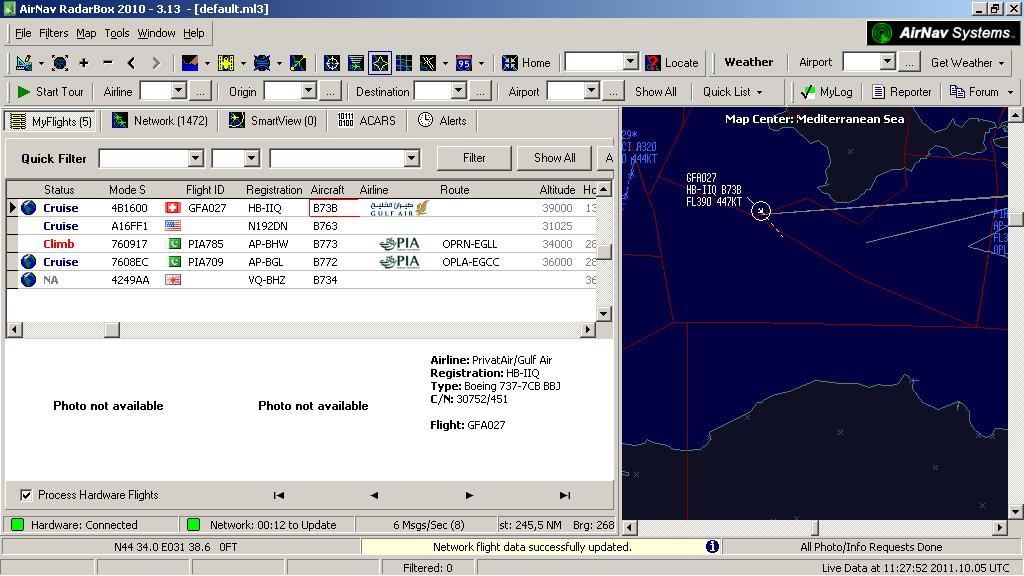 AirNav RadarBox 2010 - 3.13 - [default.ml3]
File Filters Map Tools Window Help
AirNav Systems
Home Locate Weather Airport ... Get Weather
Start Tour Airline ... Origin ... Destination ... Airport ... Show All Quick List MyLog Reporter Forum
MyFlights (5) Network (1472) SmartView (0) ACARS Alerts
Quick Filter Filter Show All A
Status Mode S Flight ID Registration Aircraft Airline Route Altitude Hc
Cruise 4B1600 GFA027 HB-IIQ B73B طيران الخليج GULF AIR 39000 13
Cruise A16FF1 N192DN B763 31025
Climb 760917 PIA785 AP-BHW B773 PIA OPRN-EGLL 34000 28
Cruise 7608EC PIA709 AP-BGL B772 PIA OPLA-EGCC 36000 28
NA 4249AA VQ-BHZ B734 36
Airline: PrivatAir/Gulf Air
Registration: HB-IIQ
Type: Boeing 737-7CB BBJ
C/N: 30752/451
Flight: GFA027
Photo not available Photo not available
Process Hardware Flights
Hardware: Connected Network: 00:12 to Update 6 Msgs/Sec (8) st: 245,5 NM Brg: 268
N44 34.0 E031 38.6 0FT Network flight data successfully updated. All Photo/Info Requests Done
Filtered: 0 Live Data at 11:27:52 2011.10.05 UTC
Map Center: Mediterranean Sea
29*
CI A320
0 444KT
GFA027
HB-IIQ B73B
FL390 447KT
PIA
AP-
FL3
OPL